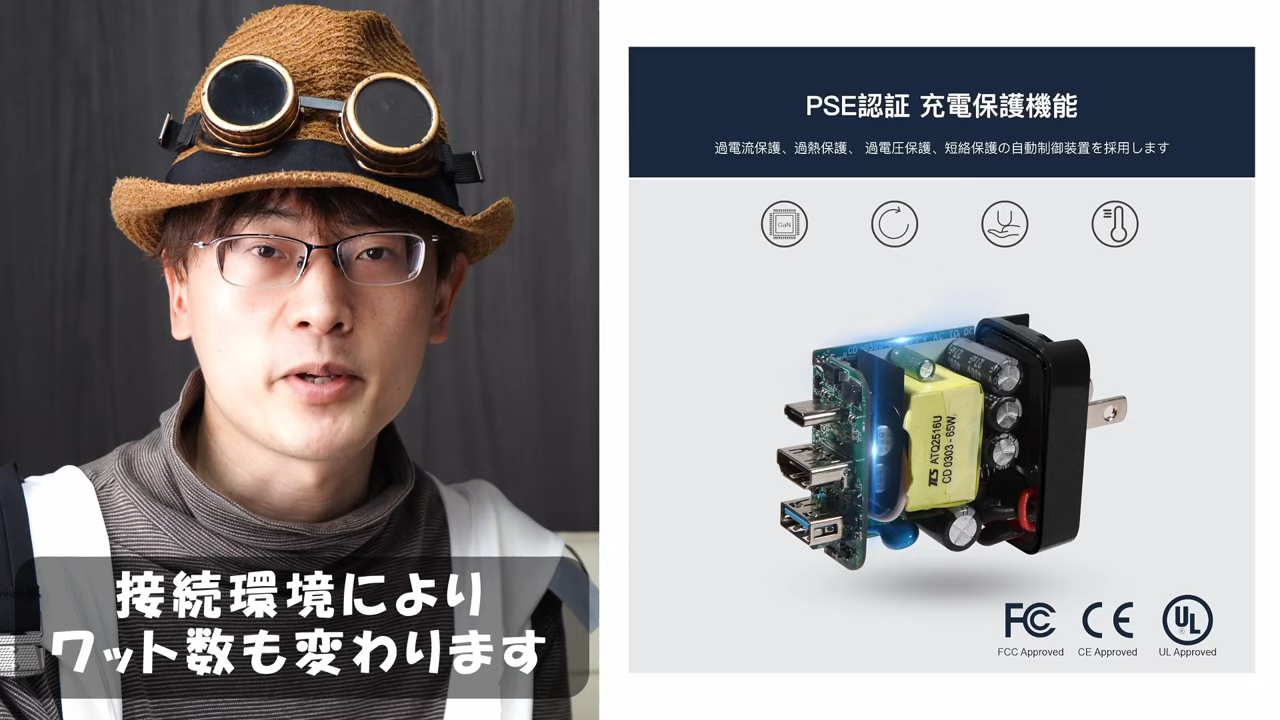 接続環境により
ワット数も変わります
PSE認証 充電保護機能
過電流保護、過熱保護、 過電圧保護、短絡保護の自動制御装置を採用します
GaN
TCS ATQ2516U
CD 0303 - 65W
FC
CE
UL
®
FCC Approved
CE Approved
UL Approved